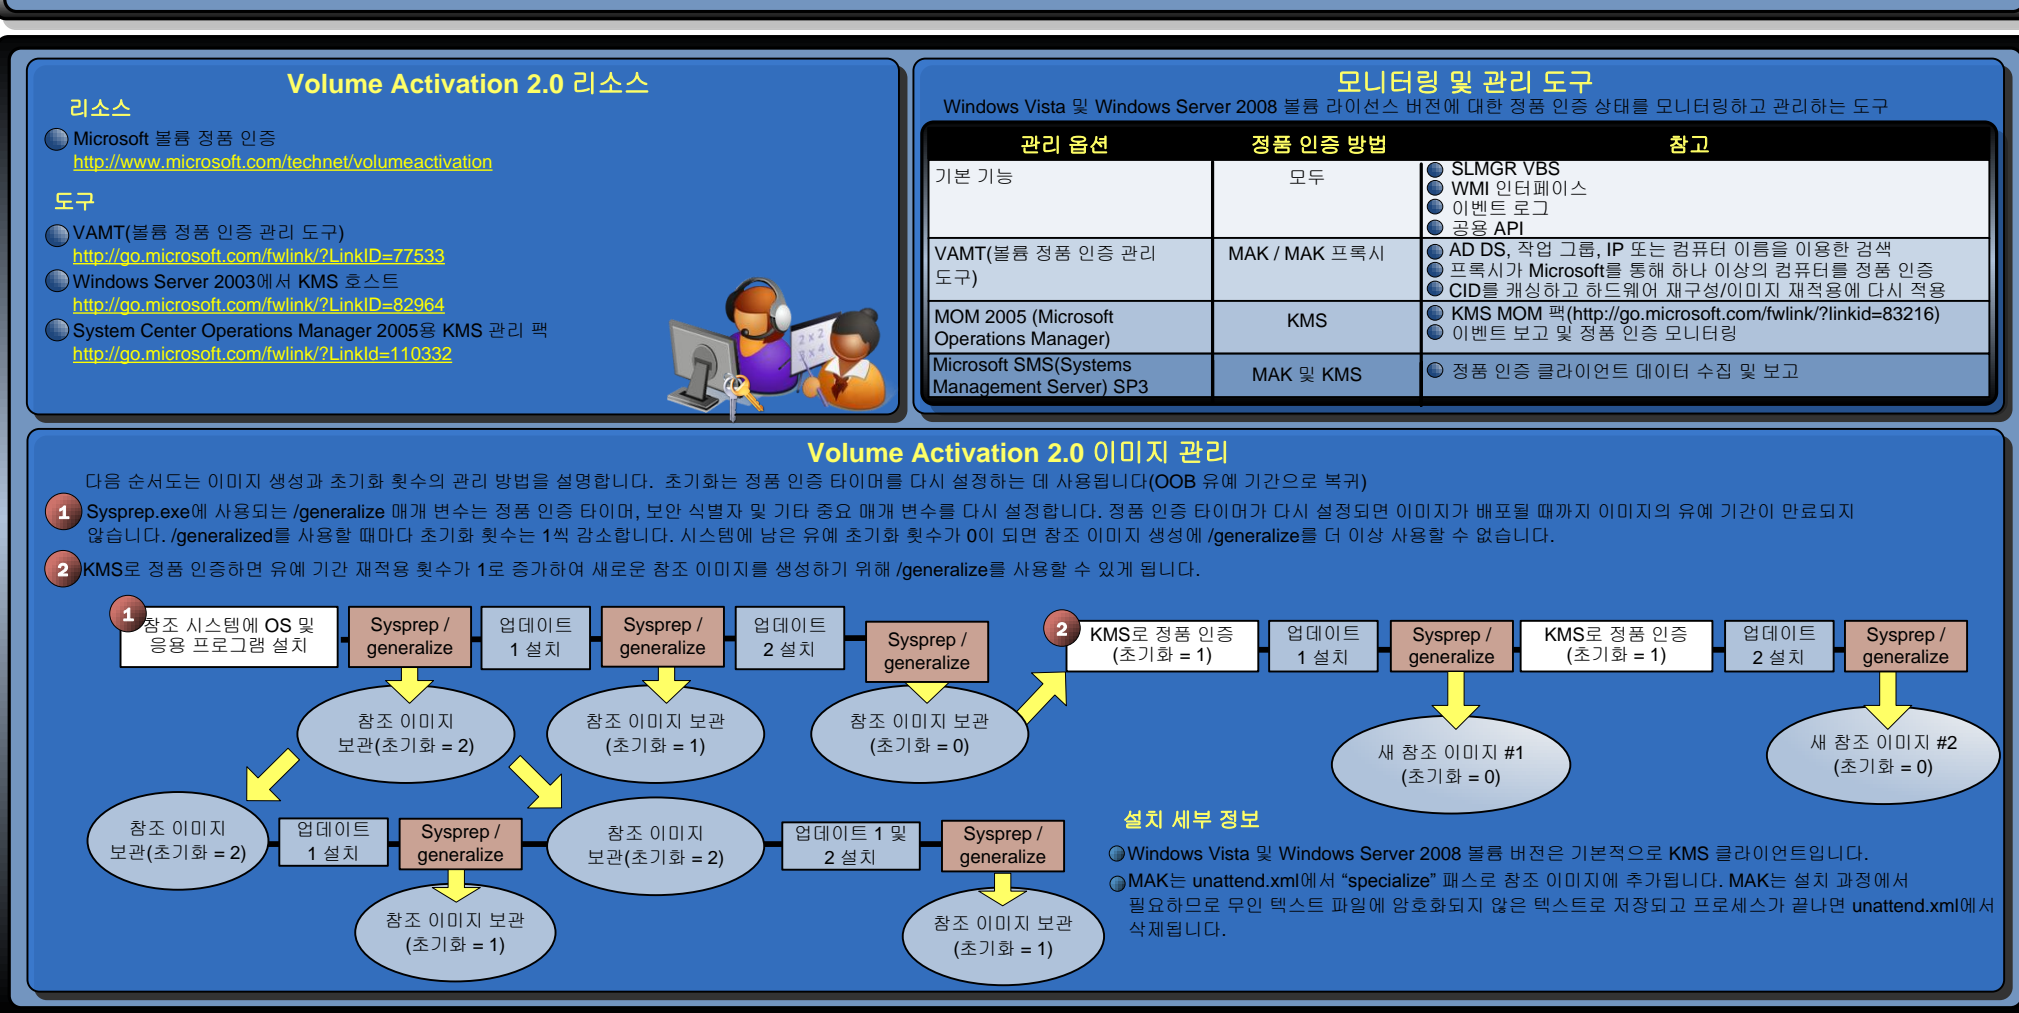 Volume Activation 2.0 리소스
리소스
Microsoft 볼륨 정품 인증
http://www.microsoft.com/technet/volumeactivation
도구
VAMT(볼륨 정품 인증 관리 도구)
http://go.microsoft.com/fwlink/?LinkID=77533
Windows Server 2003에서 KMS 호스트
http://go.microsoft.com/fwlink/?LinkID=82964
System Center Operations Manager 2005용 KMS 관리 팩
http://go.microsoft.com/fwlink/?LinkId=110332
2 x 2
3 x 4
모니터링 및 관리 도구
Windows Vista 및 Windows Server 2008 볼륨 라이선스 버전에 대한 정품 인증 상태를 모니터링하고 관리하는 도구
관리 옵션
정품 인증 방법
참고
기본 기능
모두
SLMGR VBS
WMI 인터페이스
이벤트 로그
공용 API
VAMT(볼륨 정품 인증 관리
도구)
MAK / MAK 프록시
AD DS, 작업 그룹, IP 또는 컴퓨터 이름을 이용한 검색
프록시가 Microsoft를 통해 하나 이상의 컴퓨터를 정품 인증
CID를 캐싱하고 하드웨어 재구성/이미지 재적용에 다시 적용
MOM 2005 (Microsoft
Operations Manager)
KMS
KMS MOM 팩(http://go.microsoft.com/fwlink/?linkid=83216)
이벤트 보고 및 정품 인증 모니터링
Microsoft SMS(Systems
Management Server) SP3
MAK 및 KMS
정품 인증 클라이언트 데이터 수집 및 보고
Volume Activation 2.0 이미지 관리
다음 순서도는 이미지 생성과 초기화 횟수의 관리 방법을 설명합니다. 초기화는 정품 인증 타이머를 다시 설정하는 데 사용됩니다(OOB 유예 기간으로 복귀)
1 Sysprep.exe에 사용되는 /generalize 매개 변수는 정품 인증 타이머, 보안 식별자 및 기타 중요 매개 변수를 다시 설정합니다. 정품 인증 타이머가 다시 설정되면 이미지가 배포될 때까지 이미지의 유예 기간이 만료되지
않습니다. /generalized를 사용할 때마다 초기화 횟수는 1씩 감소합니다. 시스템에 남은 유예 초기화 횟수가 0이 되면 참조 이미지 생성에 /generalize를 더 이상 사용할 수 없습니다.
2 KMS로 정품 인증하면 유예 기간 재적용 횟수가 1로 증가하여 새로운 참조 이미지를 생성하기 위해 /generalize를 사용할 수 있게 됩니다.
1
참조 시스템에 OS 및
응용 프로그램 설치
Sysprep /
generalize
업데이트
1 설치
Sysprep /
generalize
업데이트
2 설치
Sysprep /
generalize
2
KMS로 정품 인증
(초기화 = 1)
업데이트
1 설치
Sysprep /
generalize
KMS로 정품 인증
(초기화 = 1)
업데이트
2 설치
Sysprep /
generalize
참조 이미지
보관(초기화 = 2)
참조 이미지 보관
(초기화 = 1)
참조 이미지 보관
(초기화 = 0)
새 참조 이미지 #1
(초기화 = 0)
새 참조 이미지 #2
(초기화 = 0)
참조 이미지
보관(초기화 = 2)
업데이트
1 설치
Sysprep /
generalize
참조 이미지
보관(초기화 = 2)
업데이트 1 및
2 설치
Sysprep /
generalize
참조 이미지 보관
(초기화 = 1)
참조 이미지 보관
(초기화 = 1)
설치 세부 정보
Windows Vista 및 Windows Server 2008 볼륨 버전은 기본적으로 KMS 클라이언트입니다.
MAK는 unattend.xml에서 “specialize” 패스로 참조 이미지에 추가됩니다. MAK는 설치 과정에서
필요하므로 무인 텍스트 파일에 암호화되지 않은 텍스트로 저장되고 프로세스가 끝나면 unattend.xml에서
삭제됩니다.